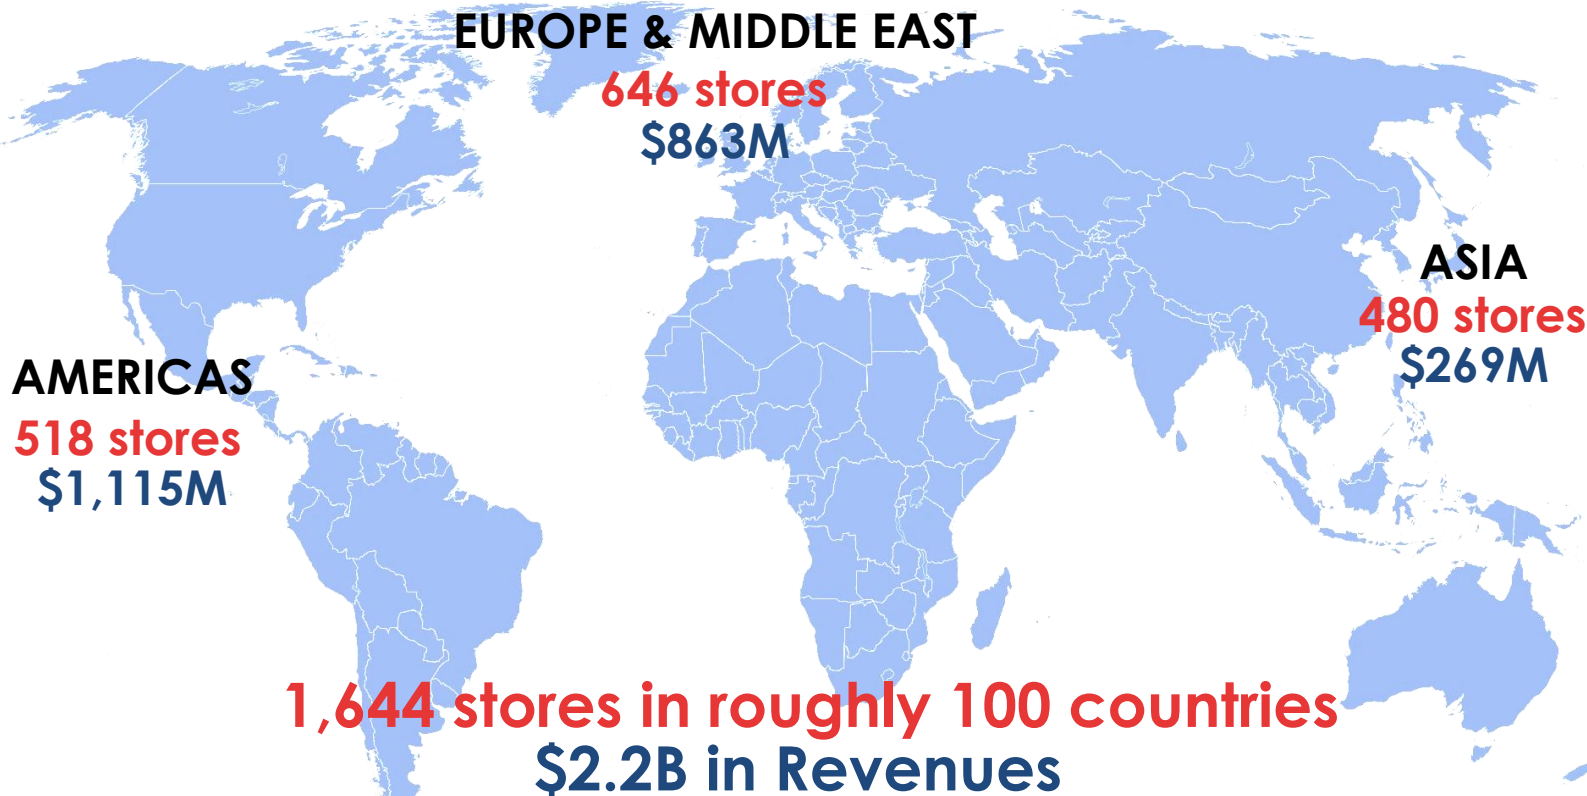 EUROPE & MIDDLE EAST
646 stores
$863M
ASIA
480 stores
$269M
AMERICAS
518 stores
$1,115M
1,644 stores in roughly 100 countries
$2.2B in Revenues